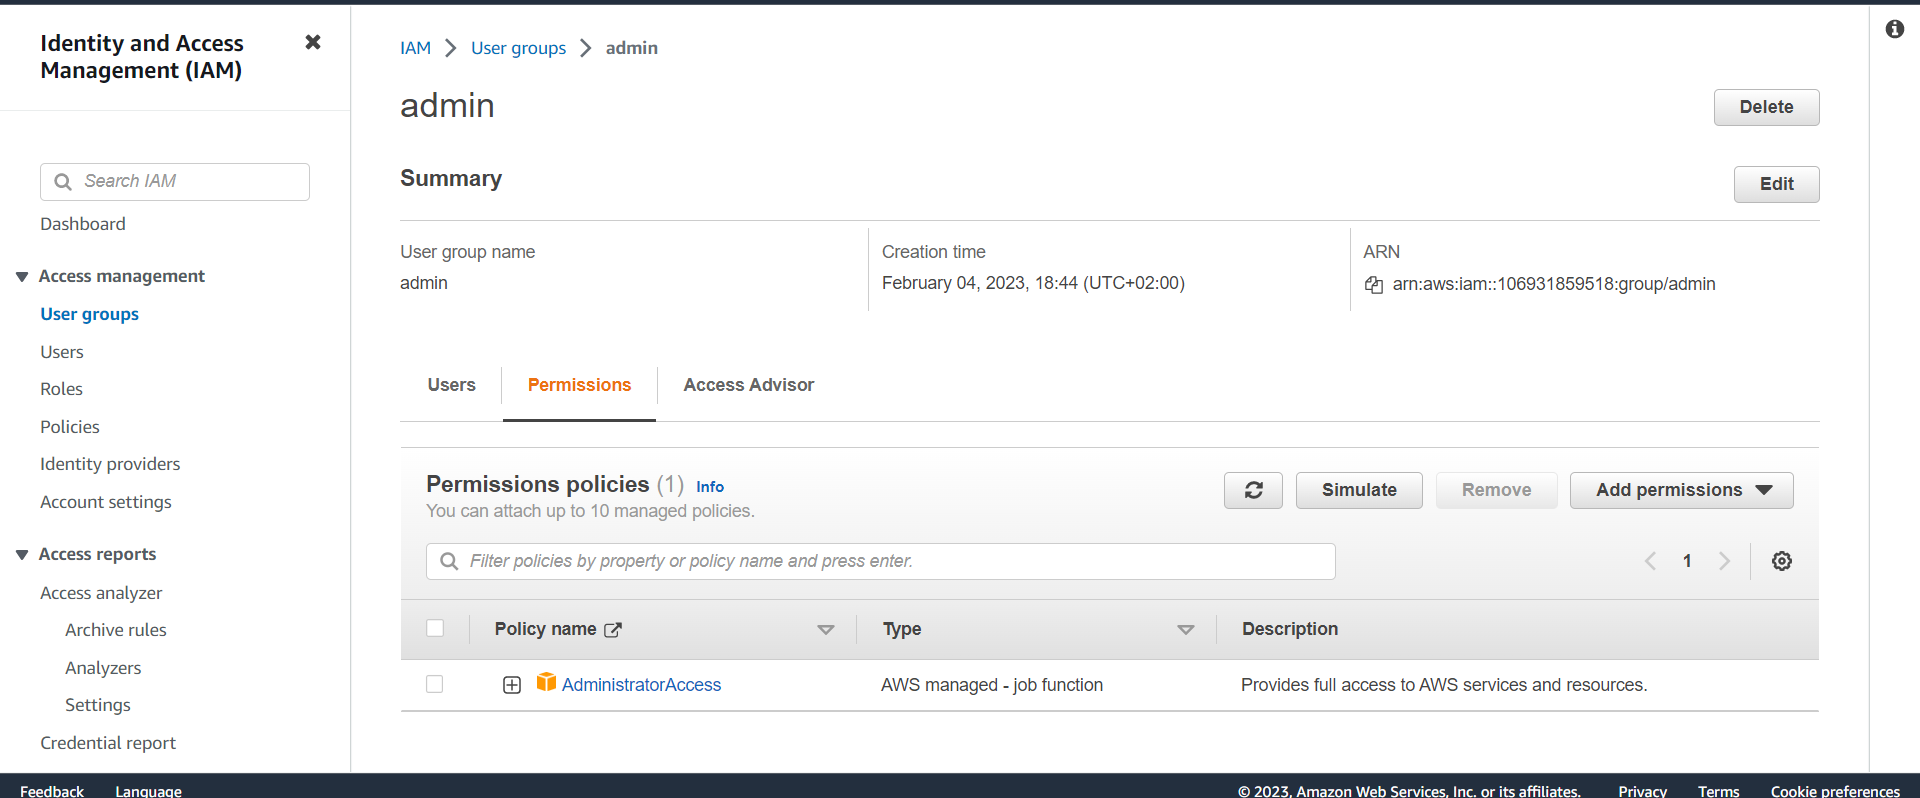 Identity and Access
Management (IAM)
Search IAM
Dashboard
Access management
User groups
Users
Roles
Policies
Identity providers
Account settings
Access reports
Access analyzer
Archive rules
Analyzers
Settings
Credential report
IAM > User groups > admin
admin
Delete
Summary
Edit
User group name
admin
Creation time
February 04, 2023, 18:44 (UTC+02:00)
ARN
arn:aws:iam::106931859518:group/admin
Users Permissions Access Advisor
Permissions policies (1) Info
You can attach up to 10 managed policies.
Simulate Remove Add permissions
Filter policies by property or policy name and press enter.
1
Policy name Type Description
AdministratorAccess AWS managed - job function Provides full access to AWS services and resources.
Feedback Language © 2023, Amazon Web Services, Inc. or its affiliates. Privacy Terms Cookie preferences